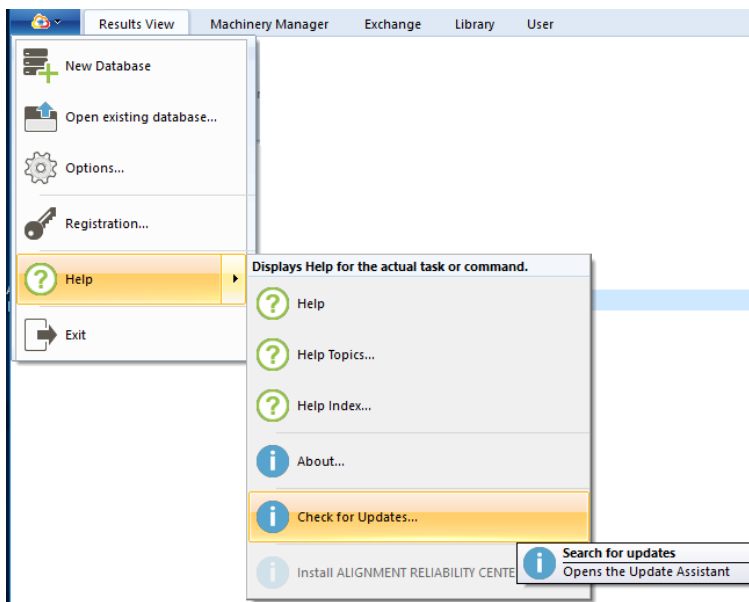 Results View Machinery Manager Exchange Library User
New Database
Open existing database...
Options...
Registration...
Help
Exit
Displays Help for the actual task or command.
Help
Help Topics...
Help Index...
About...
Check for Updates...
Install ALIGNMENT RELIABILITY CENTE
Search for updates
Opens the Update Assistant